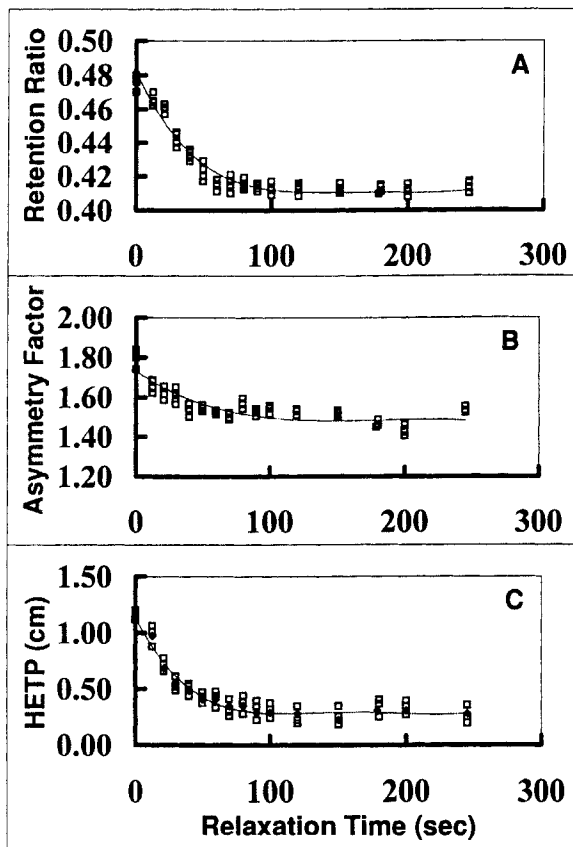 A
Retention Ratio
0.50
0.48
0.46
0.44
0.42
0.40
0 100 200 300
B
Asymmetry Factor
2.00
1.80
1.60
1.40
1.20
0 100 200 300
C
HETP (cm)
1.50
1.00
0.50
0.00
0 100 200 300
Relaxation Time (sec)